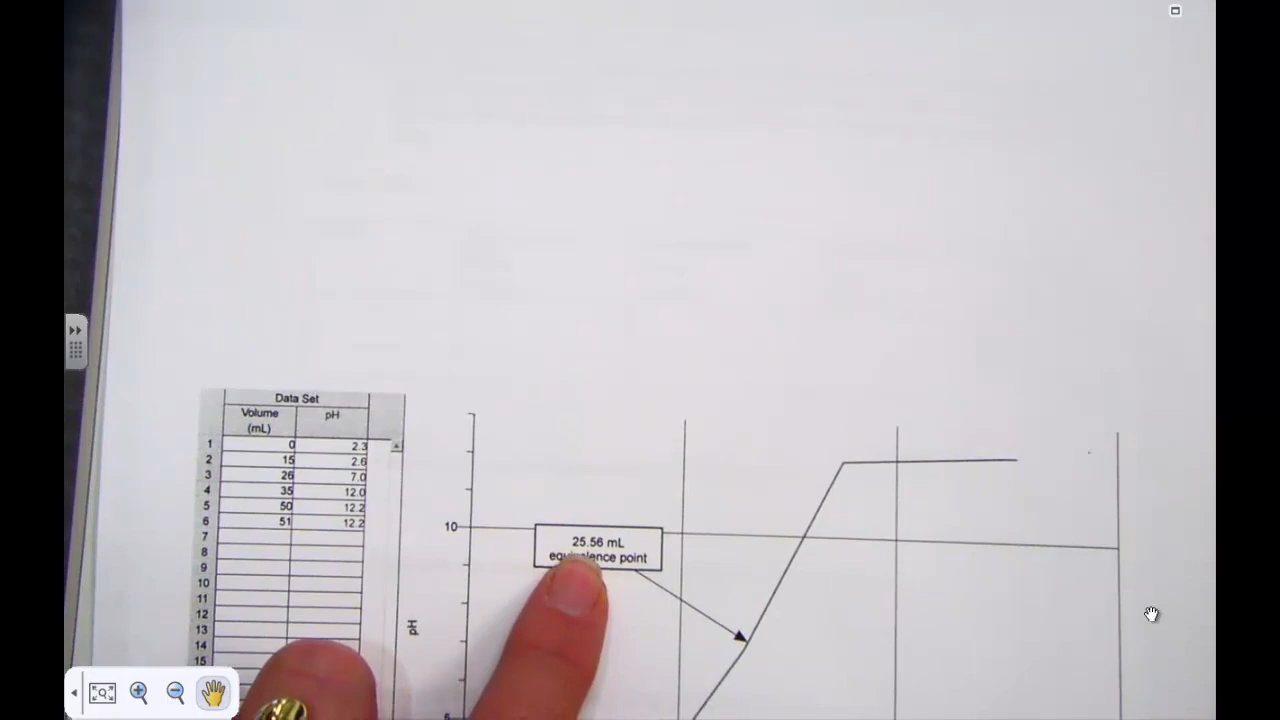 Data Set
Volume (mL) pH
1 0 2.3
2 15 2.6
3 26 7.0
4 35 12.0
5 50 12.2
6 51 12.2
7
8
9
10
11
12
13
14
15
pH
10
25.56 mL
equivalence point
5